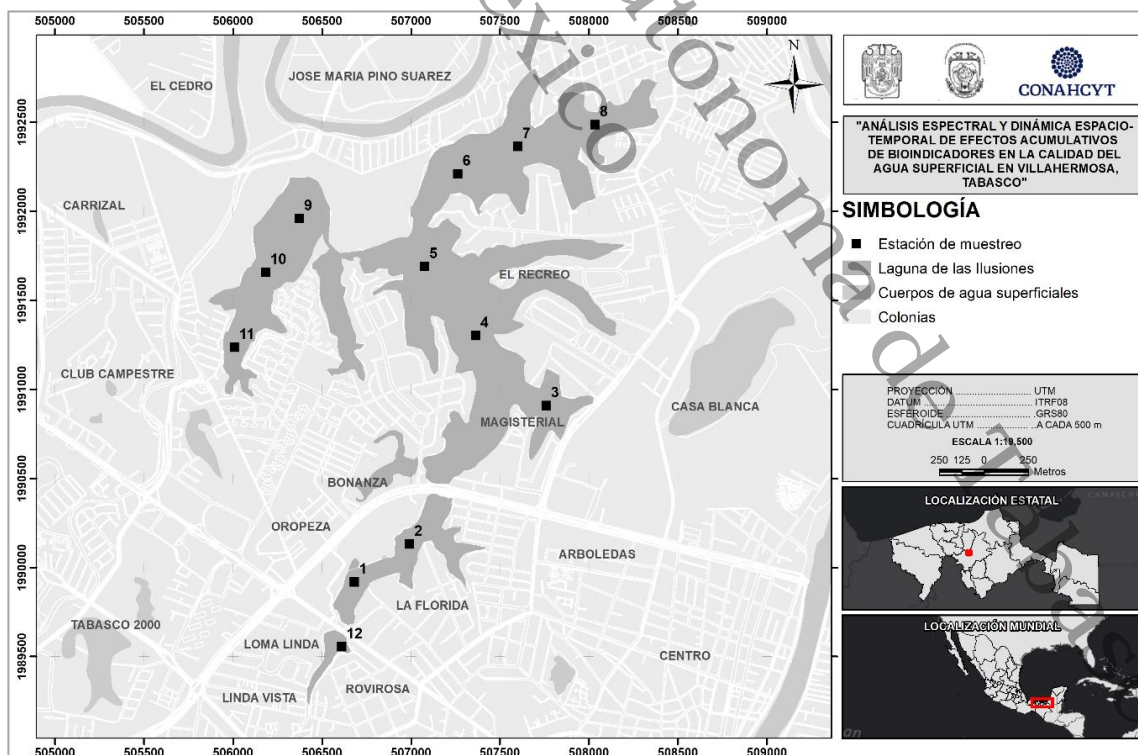 505000 505500 506000 506500 507000 507500 508000 508500 509000
utónoma de
México
N
JOSE MARIA PINO SUAREZ
EL CEDRO
1992500
8
7
6
1992000
CARRIZAL
9
10
5
EL RECREO
1991500
4
11
CLUB CAMPESTRE
1991000
3
CASA BLANCA
MAGISTERIAL
1990500
BONANZA
OROPEZA
2
ARBOLEDAS
1990000
1
LA FLORIDA
TABASCO 2000
12
LOMA LINDA
CENTRO
1989500
LINDA VISTA
ROVIROSA
505000 505500 506000 506500 507000 507500 508000 508500 509000
CONAHCYT
"ANÁLISIS ESPECTRAL Y DINÁMICA ESPACIO-
TEMPORAL DE EFECTOS ACUMULATIVOS
DE BIOINDICADORES EN LA CALIDAD DEL
AGUA SUPERFICIAL EN VILLAHERMOSA,
TABASCO"
SIMBOLOGÍA
Estación de muestreo
Laguna de las Ilusiones
Cuerpos de agua superficiales
Colonias
PROYECCIÓN .................. UTM
DATUM .................. ITRF08
ESFEROIDE .................. GRS80
CUADRÍCULA UTM .................. A CADA 500 m
ESCALA 1:19,500
250 125 0 250
Metros
LOCALIZACIÓN ESTATAL
CAMPECHE
LOCALIZACIÓN MUNDIAL